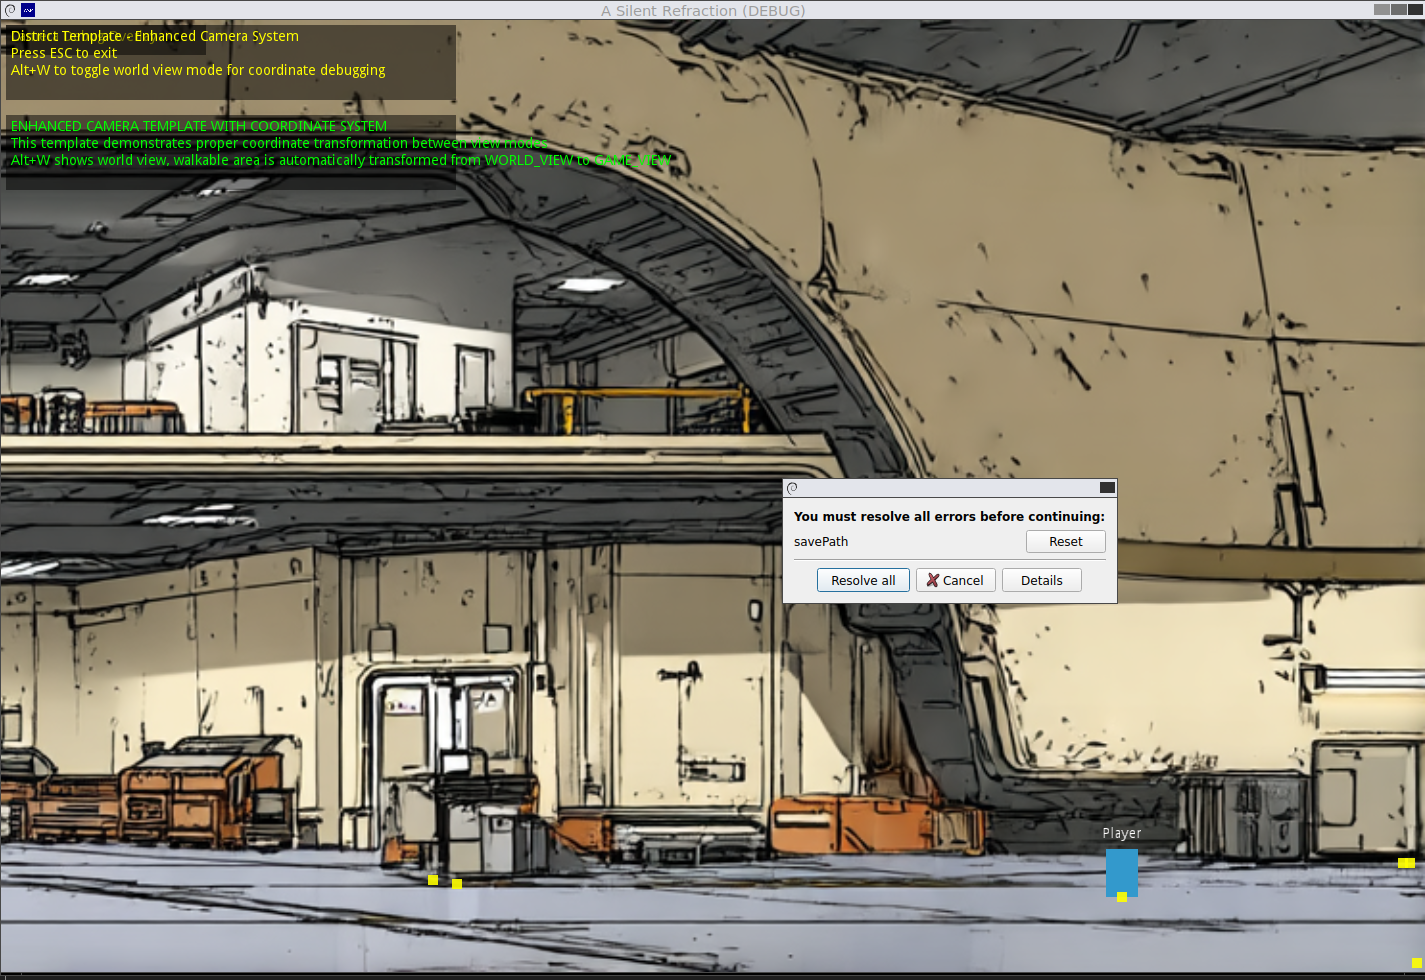 A Silent Refraction (DEBUG)
District Template - Enhanced Camera System
Press ESC to exit
Alt+W to toggle world view mode for coordinate debugging
ENHANCED CAMERA TEMPLATE WITH COORDINATE SYSTEM
This template demonstrates proper coordinate transformation between view modes
Alt+W shows world view, walkable area is automatically transformed from WORLD_VIEW to GAME_VIEW
You must resolve all errors before continuing:
savePath
Reset
Resolve all
Cancel
Details
Player